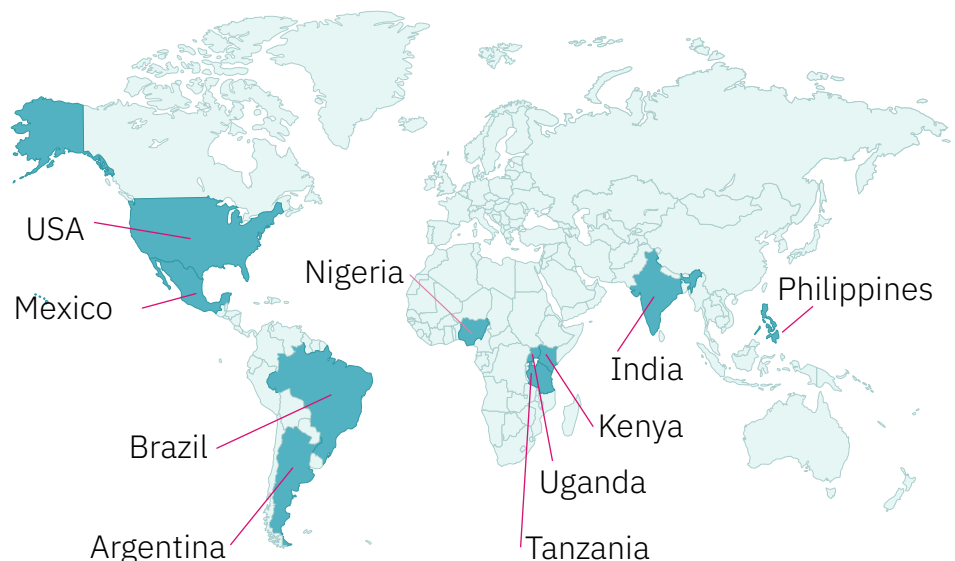 USA
Nigeria
Mexico
Philippines
India
Brazil
Kenya
Uganda
Argentina
Tanzania